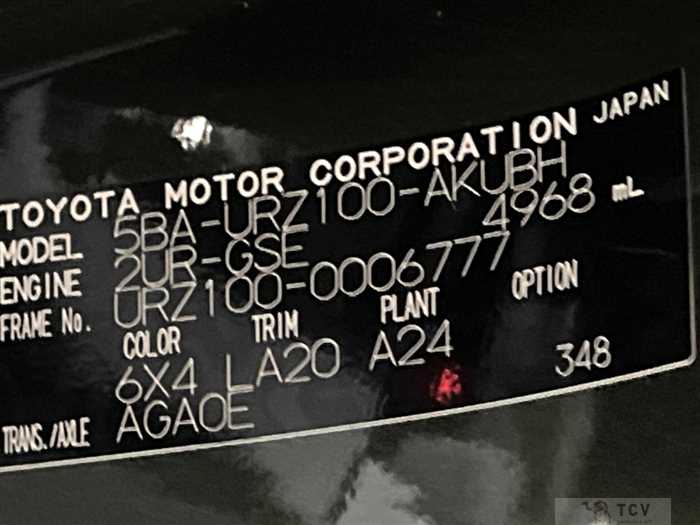 TOYOTA MOTOR CORPORATION JAPAN
MODEL 5BA-URZ100-AKUBH
ENGINE 2UR-GSE 4968 mL
FRAME No. URZ100-0006777
COLOR TRIM PLANT OPTION
6X4 LA20 A24
TRANS./AXLE AGA0E 348
TCV